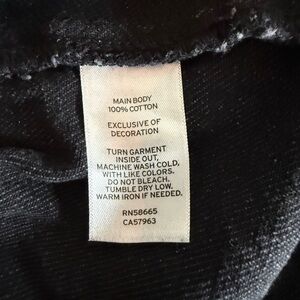 MAIN BODY
100% COTTON
EXCLUSIVE OF
DECORATION
TURN GARMENT
INSIDE OUT,
MACHINE WASH COLD,
WITH LIKE COLORS.
DO NOT BLEACH.
TUMBLE DRY LOW.
WARM IRON IF NEEDED.
RN58665
CA57963